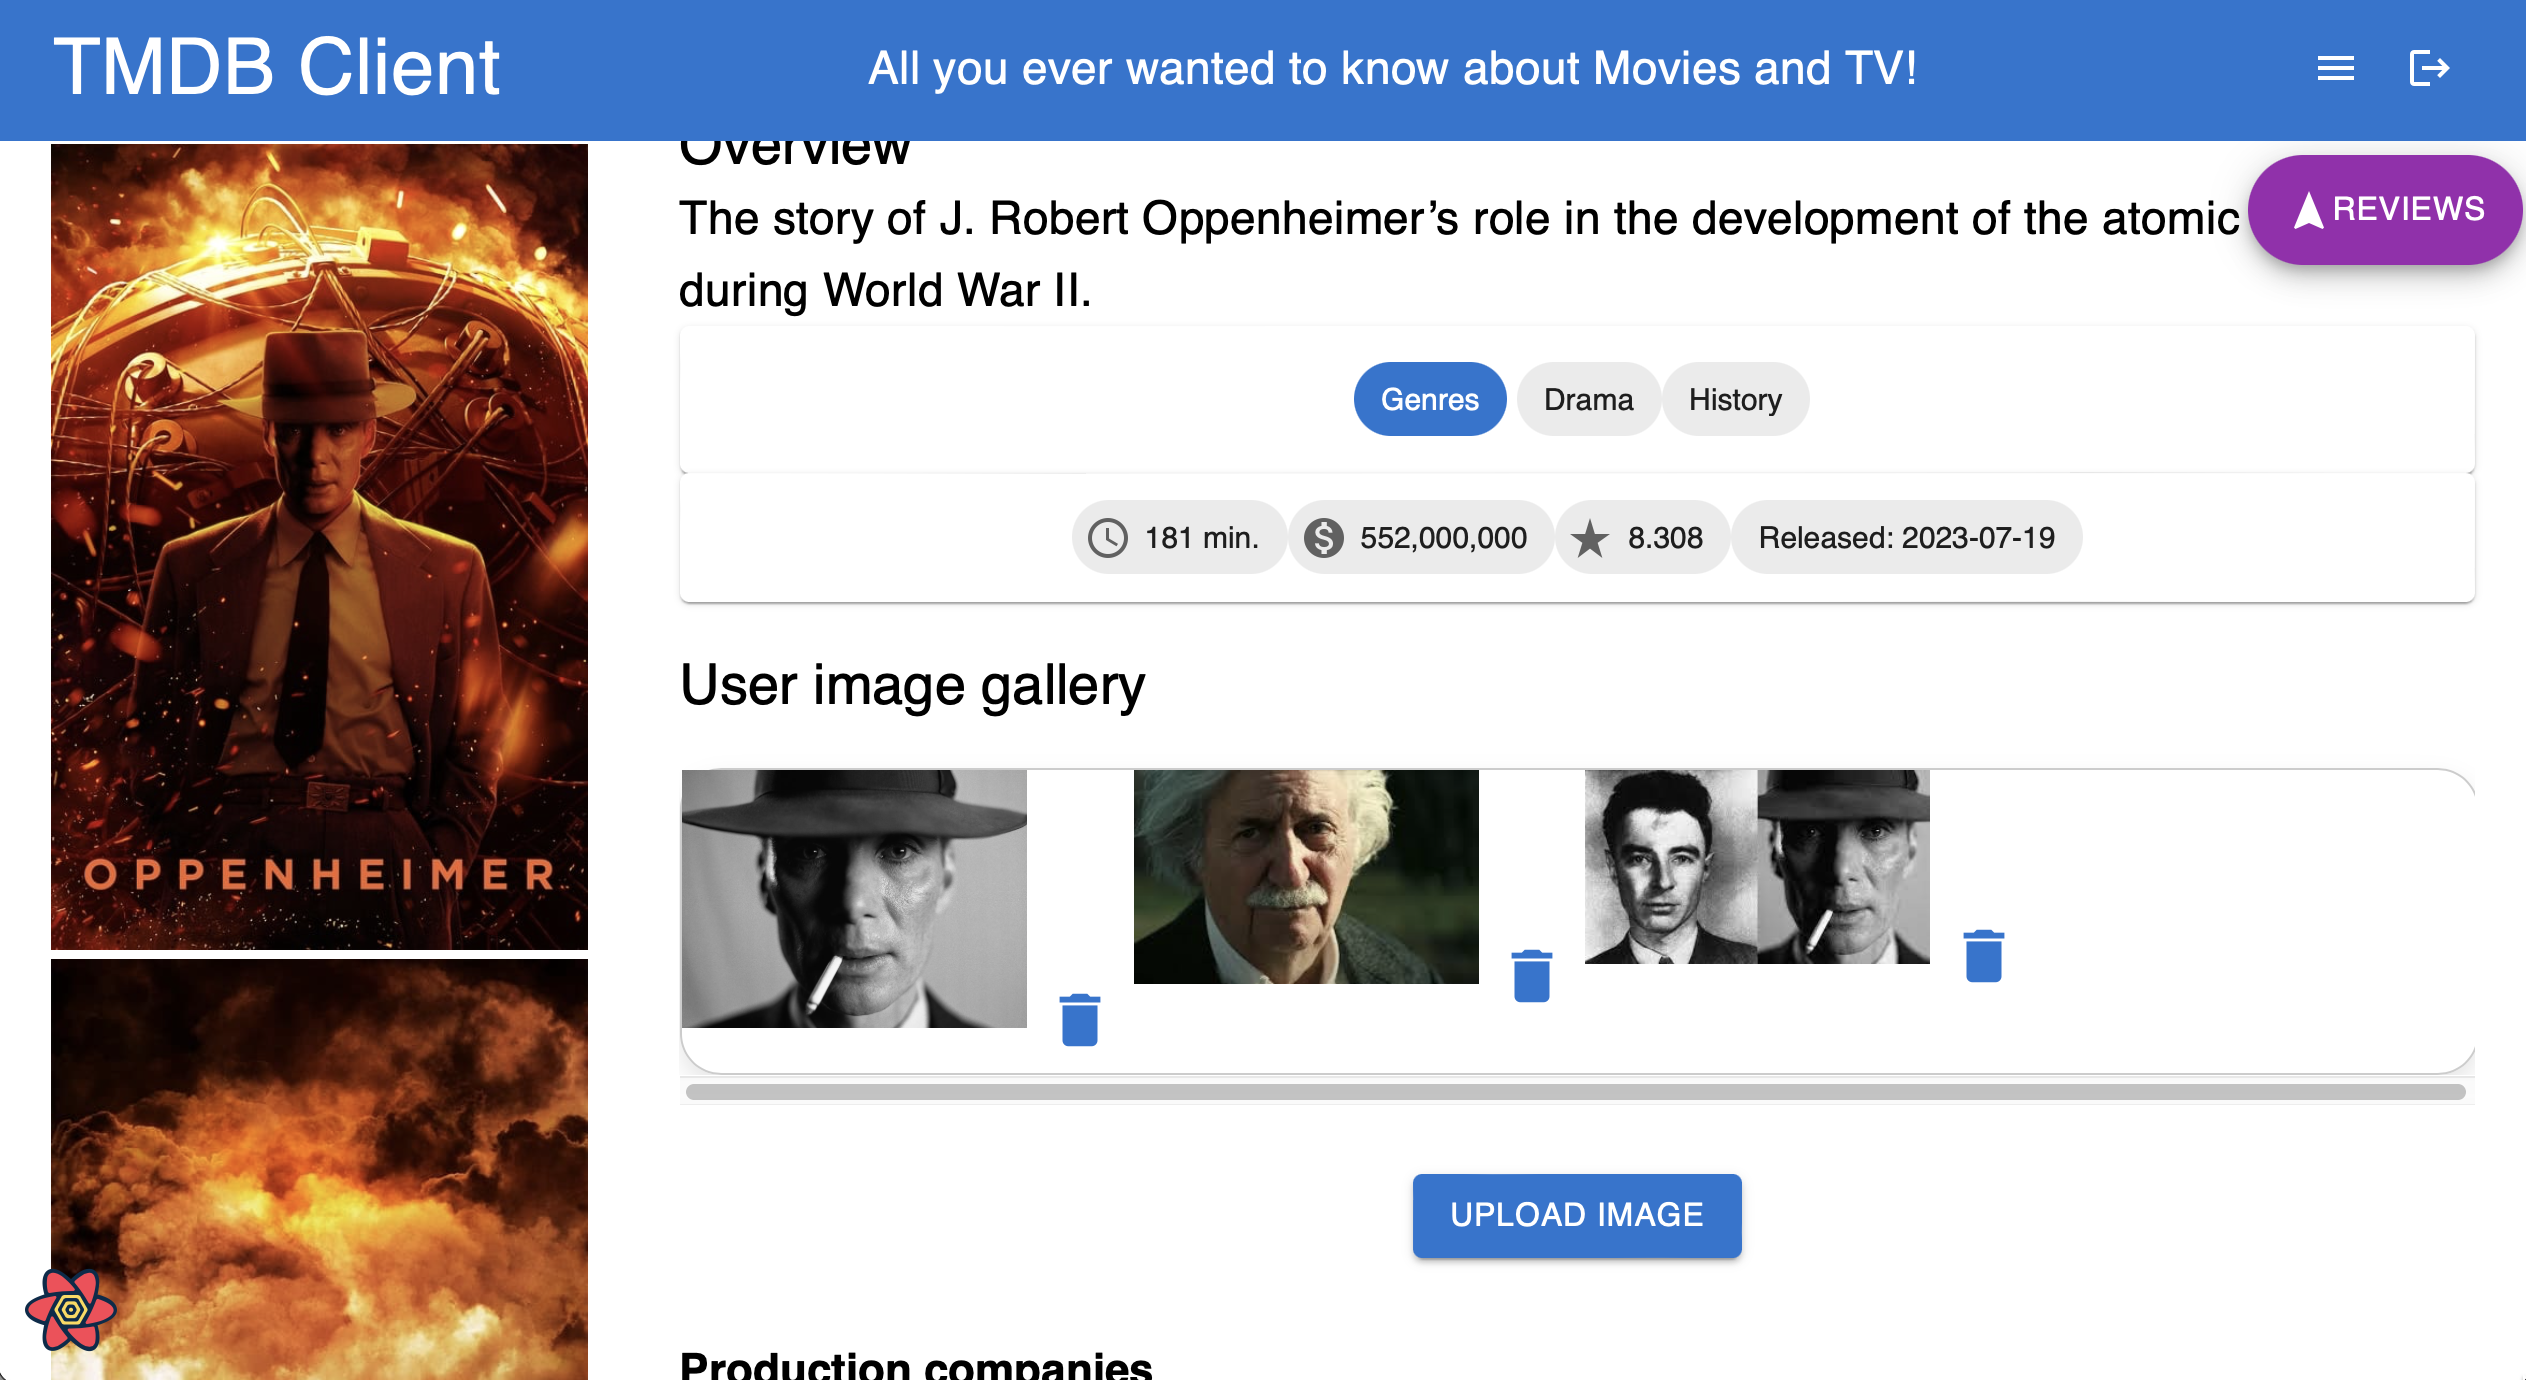 TMDB Client
All you ever wanted to know about Movies and TV!
Overview
The story of J. Robert Oppenheimer’s role in the development of the atomic
during World War II.
REVIEWS
Genres
Drama
History
181 min.
552,000,000
8.308
Released: 2023-07-19
OPPENHEIMER
User image gallery
UPLOAD IMAGE
Production companies